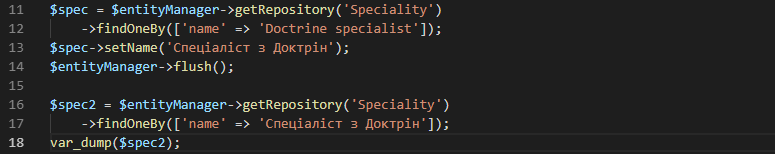 11 $spec = $entityManager->getRepository('Speciality')
12     ->findOneBy(['name' => 'Doctrine specialist']);
13 $spec->setName('Спеціаліст з Доктрін');
14 $entityManager->flush();
15
16 $spec2 = $entityManager->getRepository('Speciality')
17     ->findOneBy(['name' => 'Спеціаліст з Доктрін']);
18 var_dump($spec2);